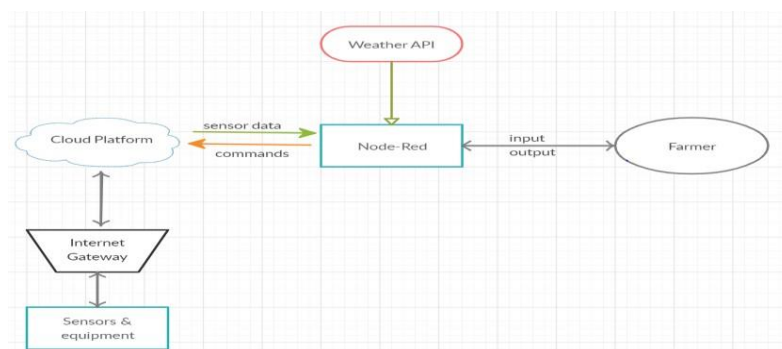 Weather API
Cloud Platform
sensor data
commands
Node-Red
input
output
Farmer
Internet
Gateway
Sensors &
equipment